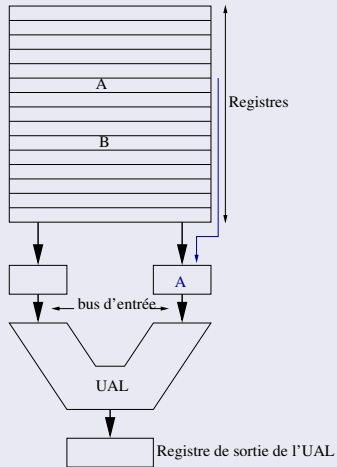 A
Registres
B
A
bus d'entrée
UAL
Registre de sortie de l'UAL